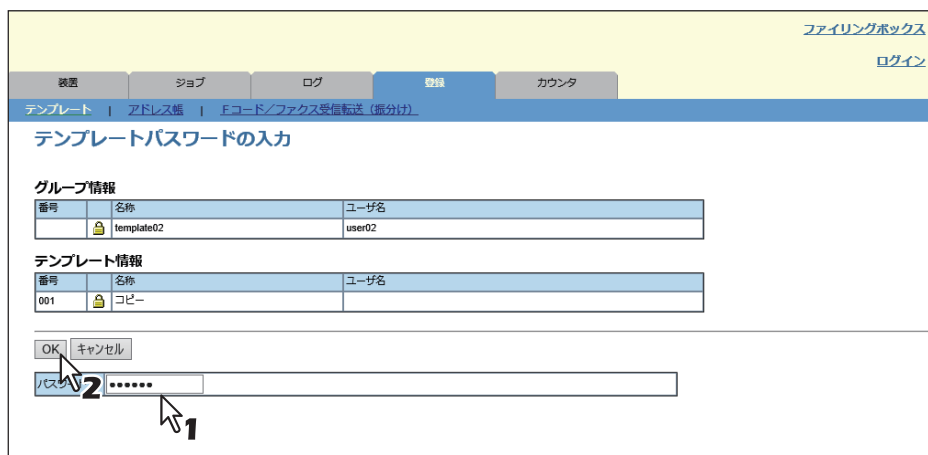 ファイリングボックス
ログイン
装置 ジョブ ログ 登録 カウンタ
テンプレート | アドレス帳 | Fコード/ファクス受信転送（振分け）
テンプレートパスワードの入力
グループ情報
番号 名称 ユーザ名
template02 user02
テンプレート情報
番号 名称 ユーザ名
001 コピー
OK キャンセル
••••••
2
1